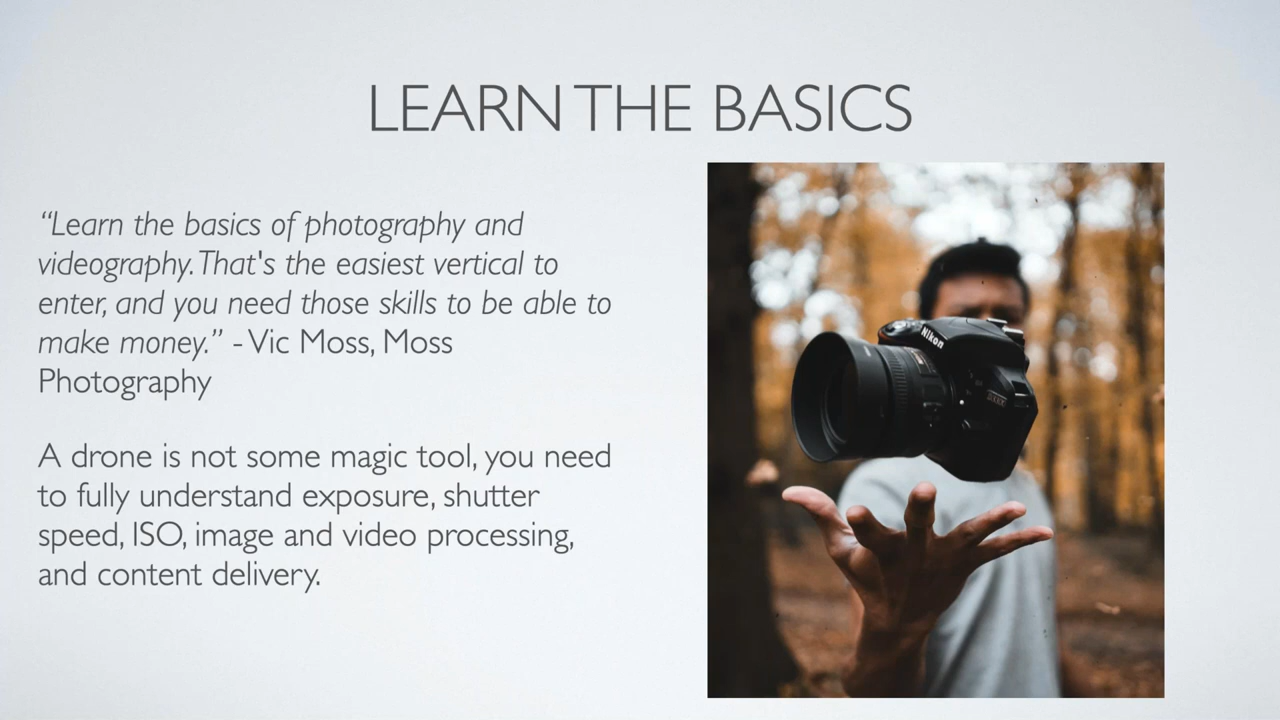 LEARN THE BASICS
“Learn the basics of photography and
videography. That's the easiest vertical to
enter, and you need those skills to be able to
make money.” - Vic Moss, Moss
Photography
A drone is not some magic tool, you need
to fully understand exposure, shutter
speed, ISO, image and video processing,
and content delivery.
Nikon